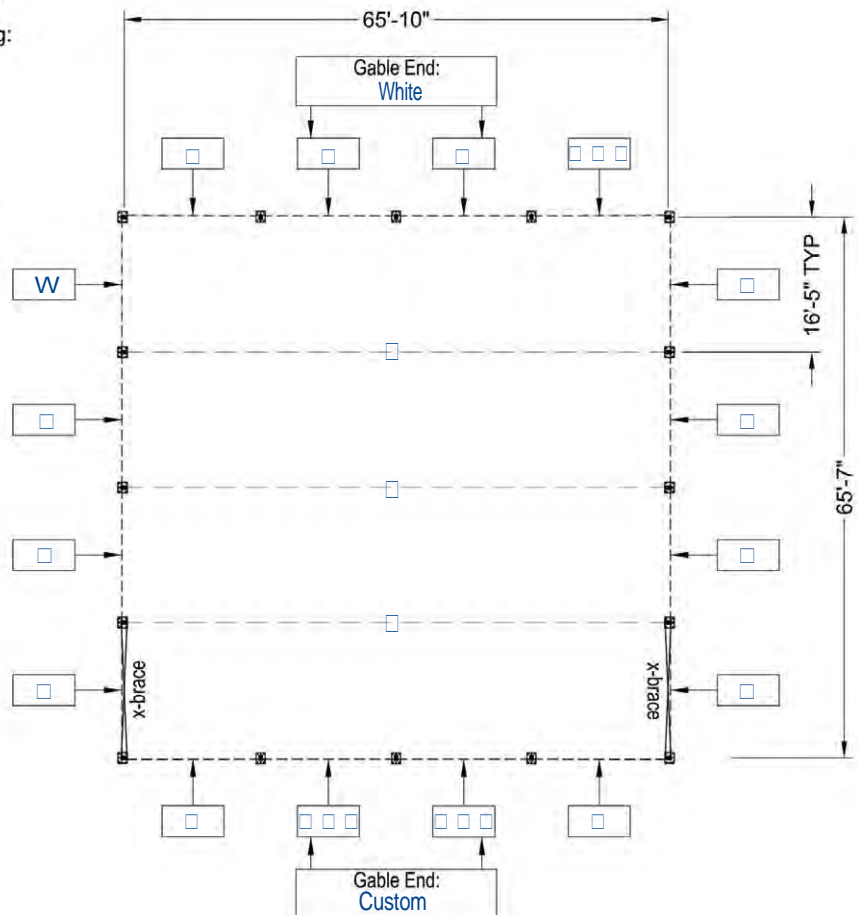 g:
65'-10"
Gable End:
White
W
16'-5" TYP
65'-7"
x-brace
x-brace
Gable End:
Custom